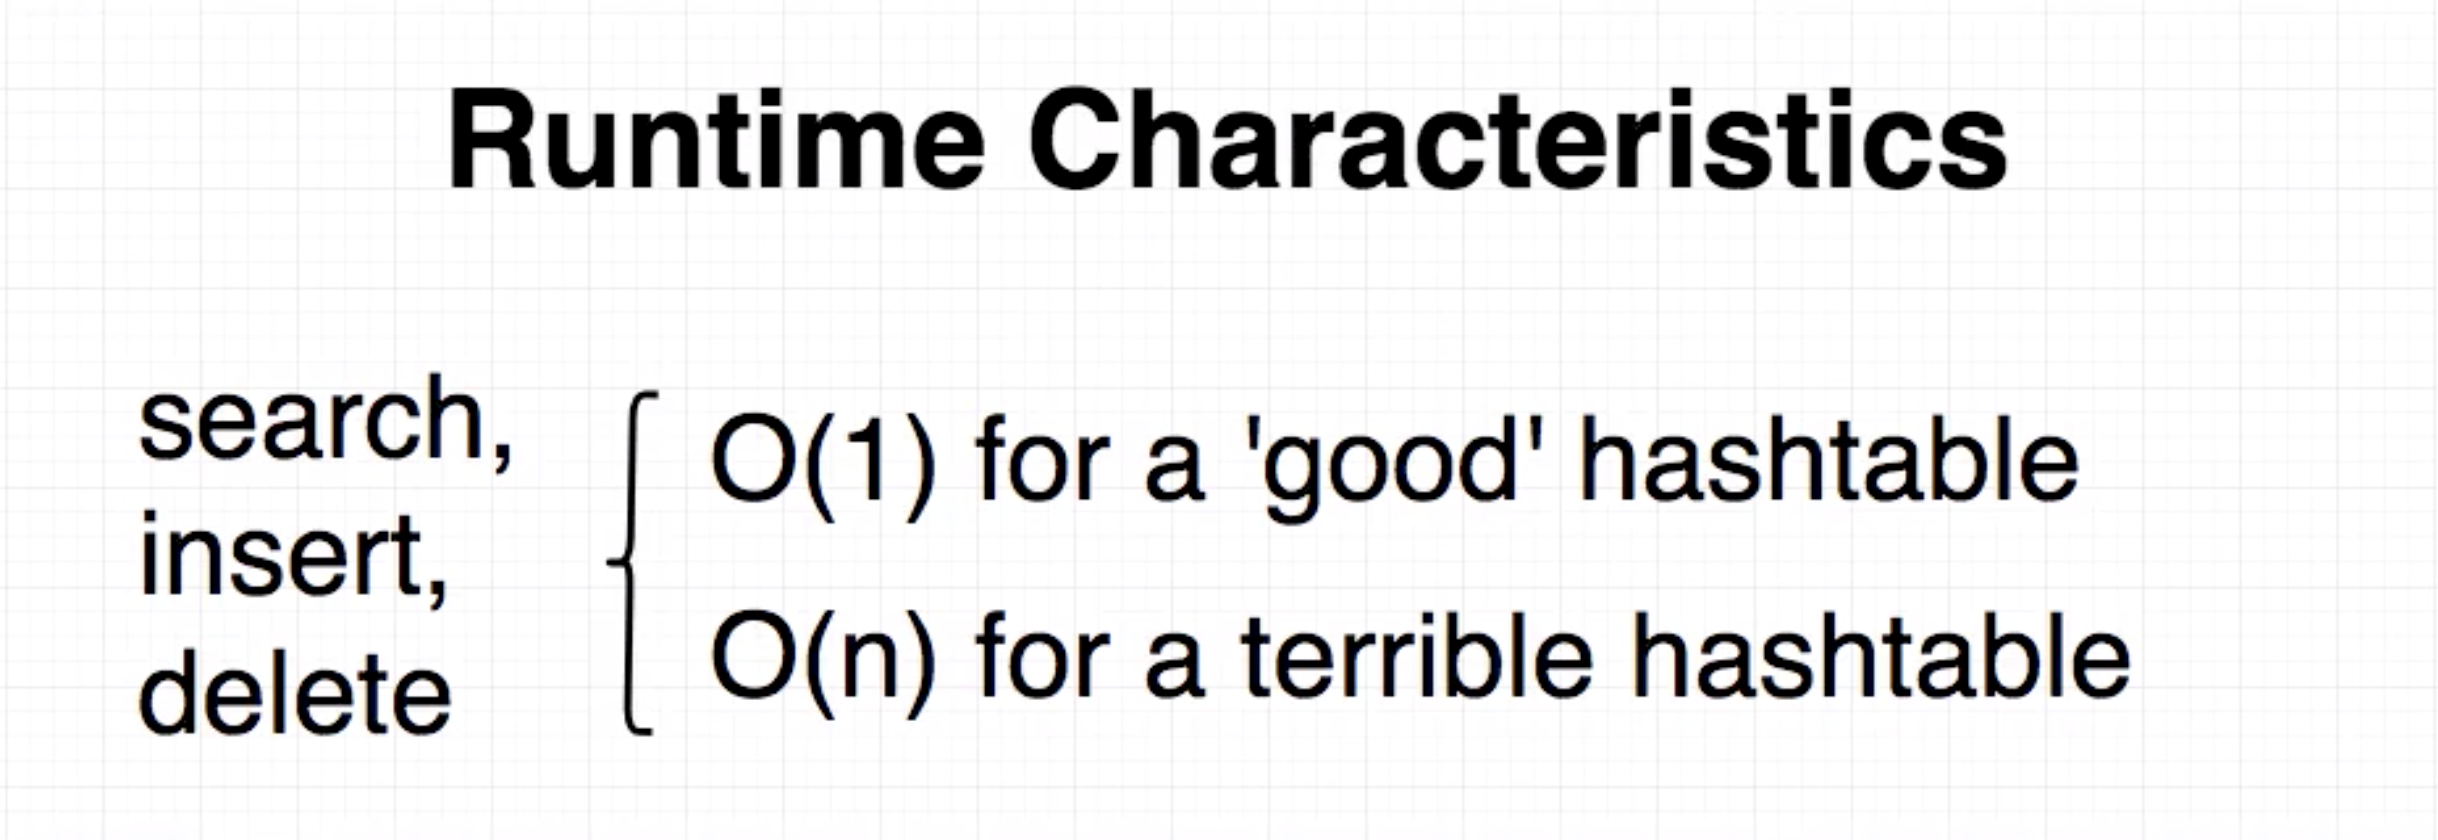 Runtime Characteristics
search,
insert,
delete
O(1) for a 'good' hashtable
O(n) for a terrible hashtable